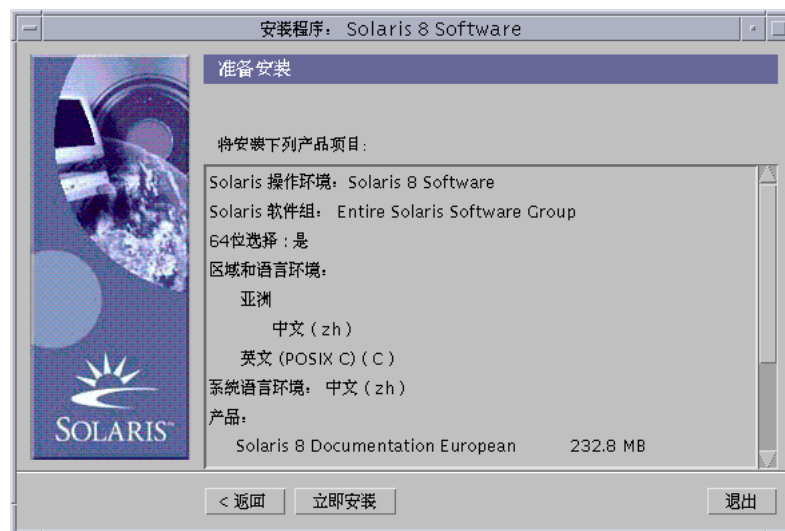 安装程序： Solaris 8 Software
准备安装
将安装下列产品项目:
Solaris 操作环境：Solaris 8 Software
Solaris 软件组： Entire Solaris Software Group
64位选择 : 是
区域和语言环境：
亚洲
中文 ( zh )
英文 (POSIX C) ( C )
系统语言环境： 中文 ( zh )
产品：
Solaris 8 Documentation European 232.8 MB
SOLARIS™
< 返回 立即安装 退出